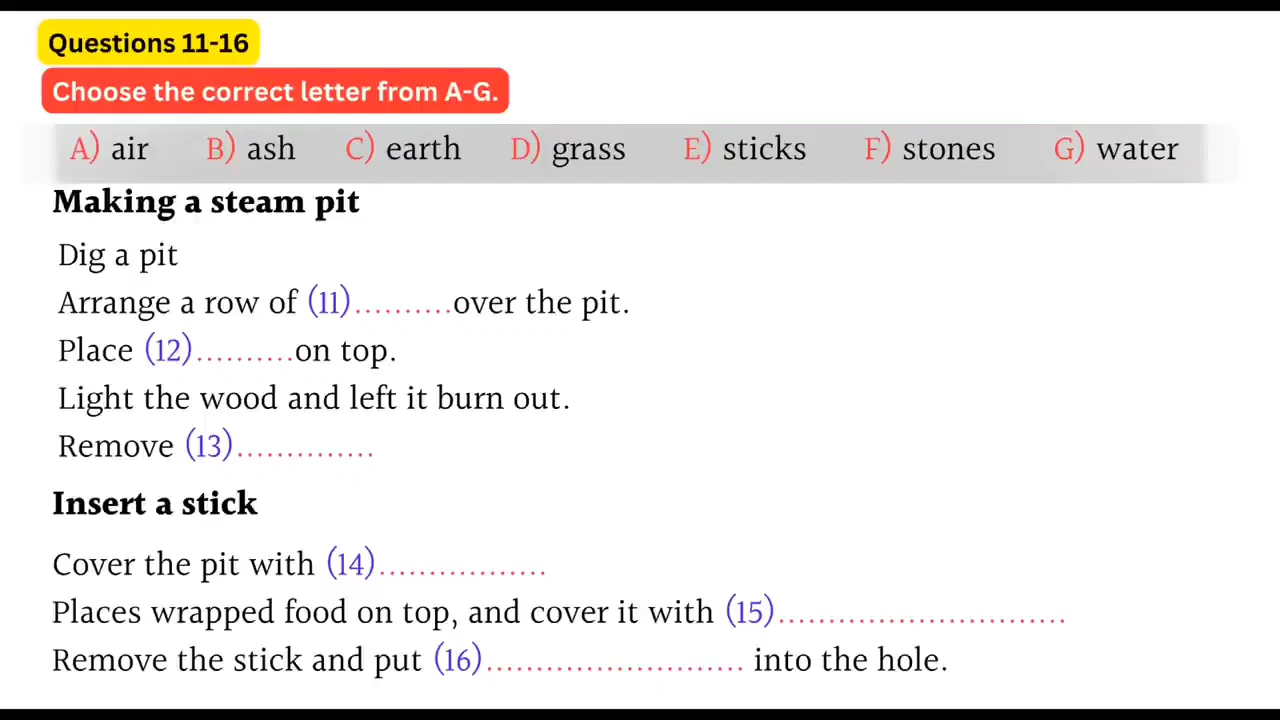 Questions 11-16
Choose the correct letter from A-G.
A) air B) ash C) earth D) grass E) sticks F) stones G) water
Making a steam pit
Dig a pit
Arrange a row of (11)..........over the pit.
Place (12)..........on top.
Light the wood and left it burn out.
Remove (13)..............
Insert a stick
Cover the pit with (14).................
Places wrapped food on top, and cover it with (15).............................
Remove the stick and put (16).......................... into the hole.